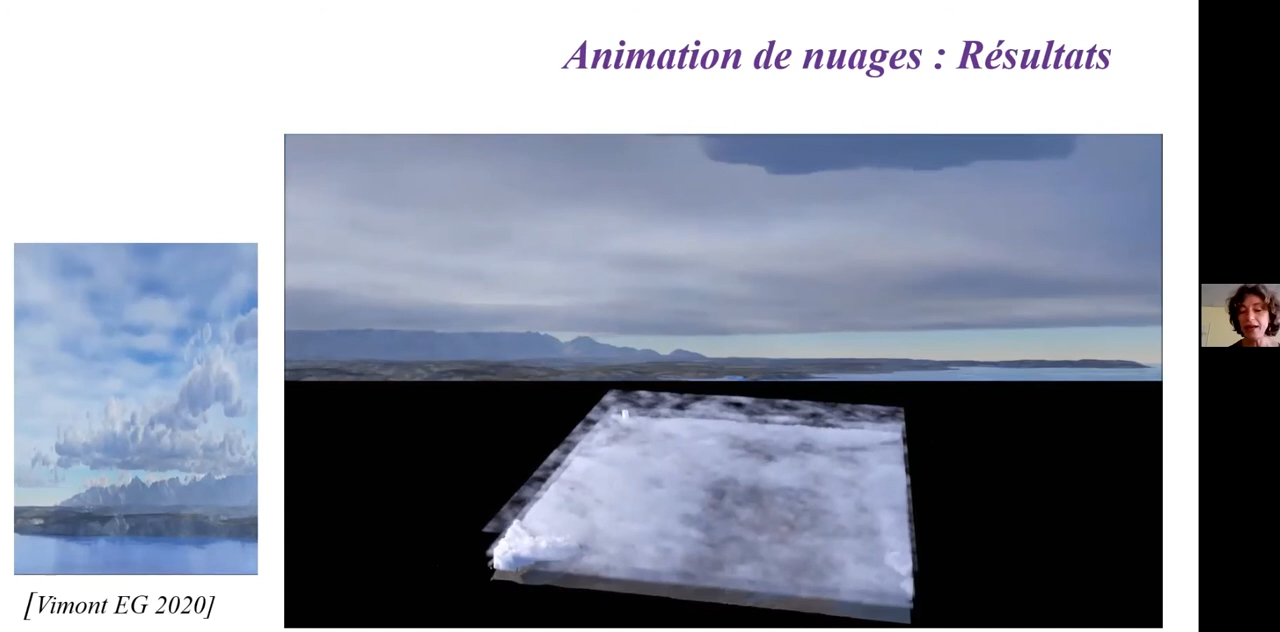 Animation de nuages : Résultats
[Vimont EG 2020]